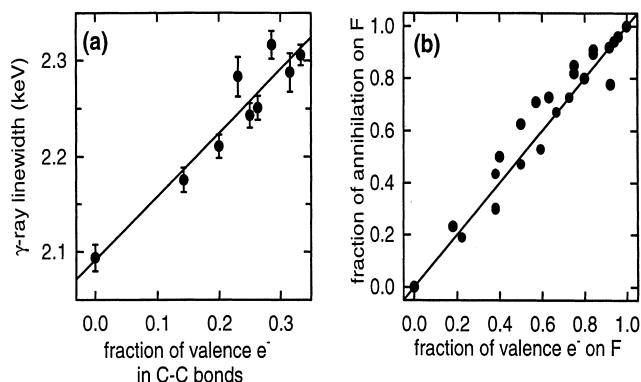 (a)
γ-ray linewidth (keV)
2.3
2.2
2.1
0.0 0.1 0.2 0.3
fraction of valence e⁻
in C-C bonds
(b)
fraction of annihilation on F
1.0
0.8
0.6
0.4
0.2
0.0
0.0 0.2 0.4 0.6 0.8 1.0
fraction of valence e⁻ on F